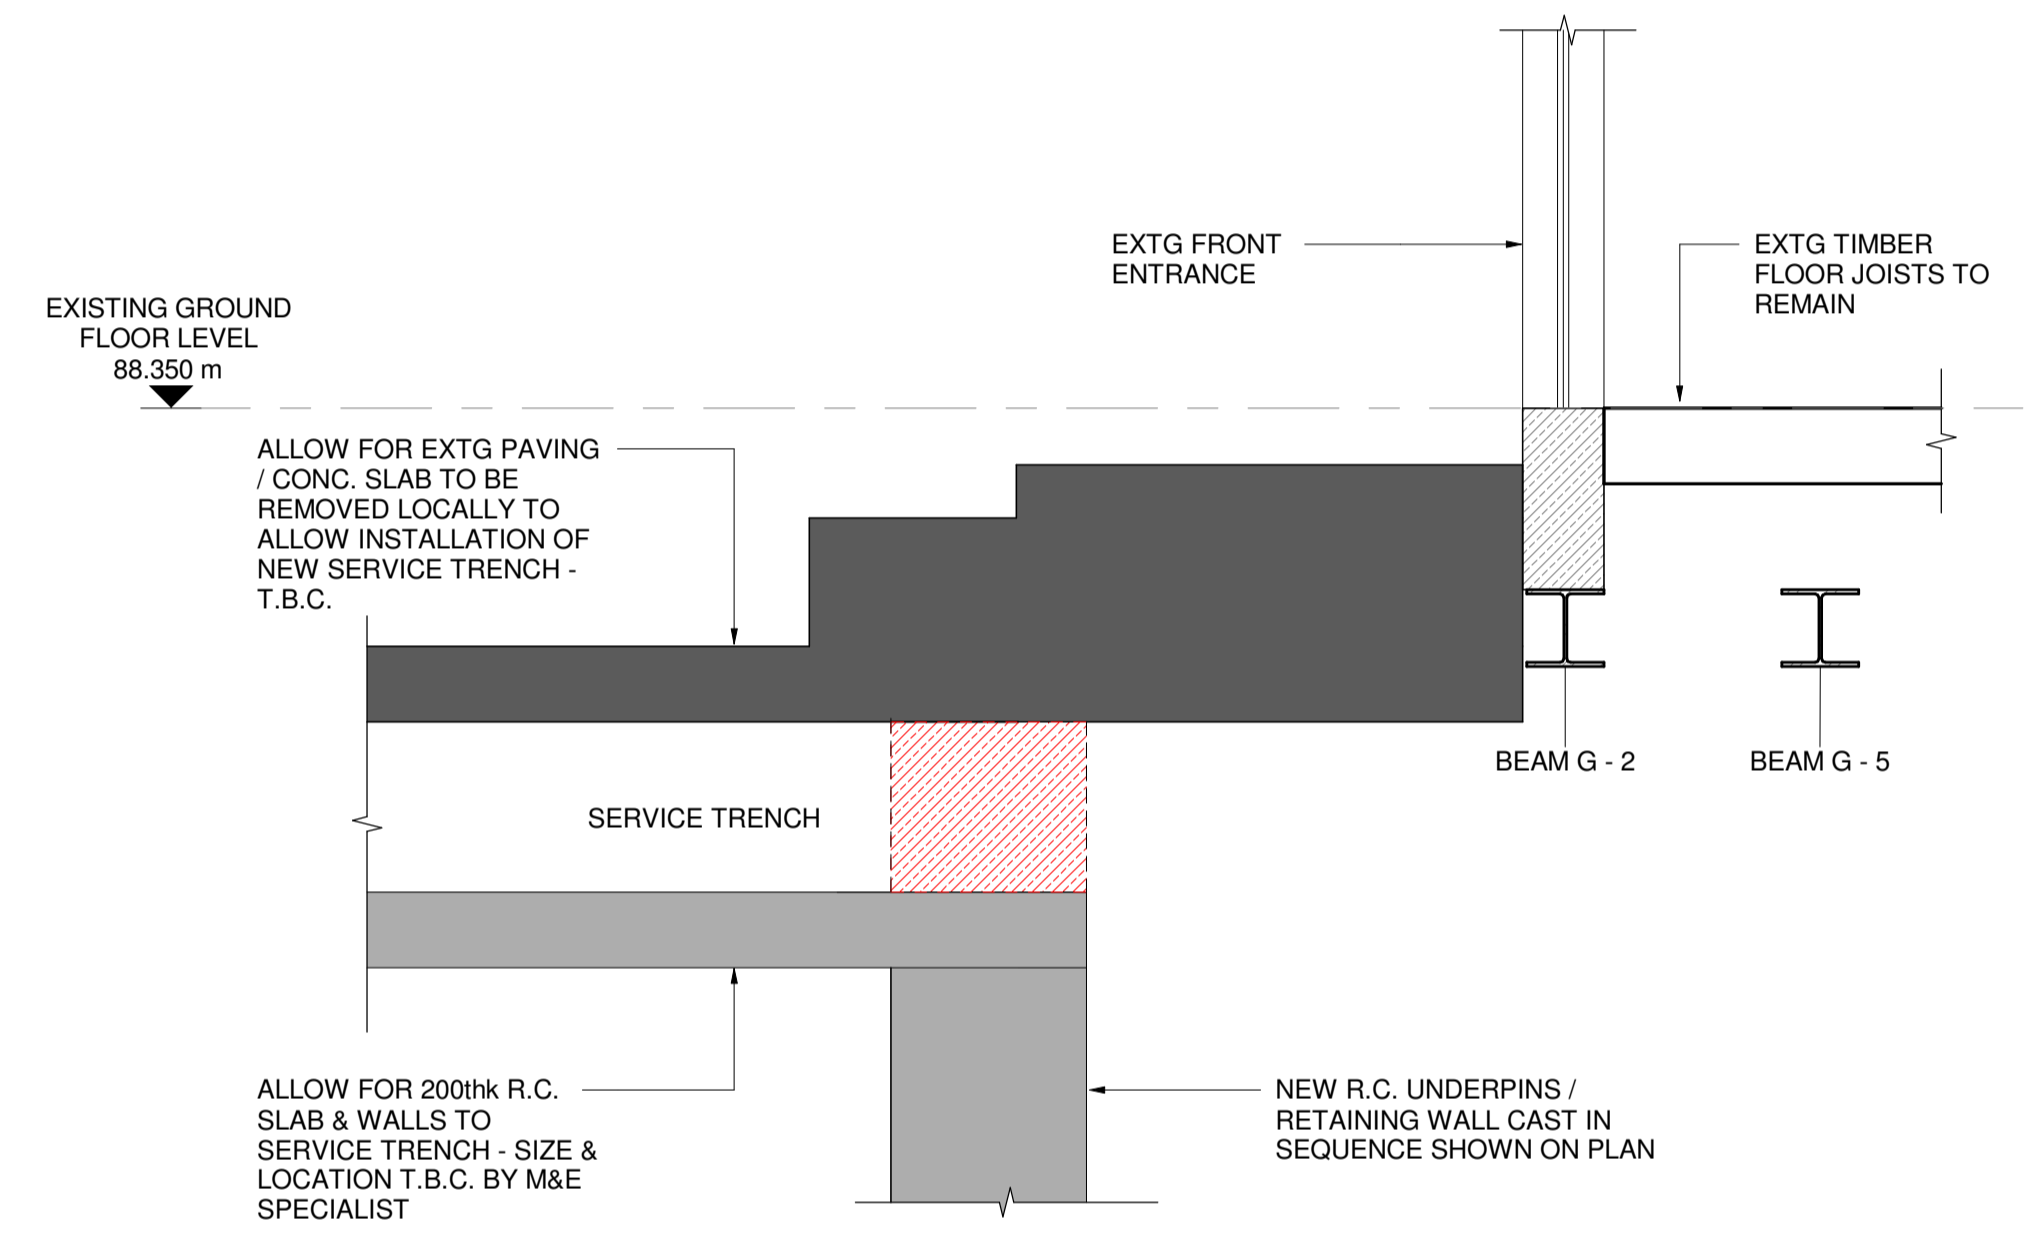 EXTG FRONT
ENTRANCE
EXTG TIMBER
FLOOR JOISTS TO
REMAIN
EXISTING GROUND
FLOOR LEVEL
88.350 m
ALLOW FOR EXTG PAVING
/ CONC. SLAB TO BE
REMOVED LOCALLY TO
ALLOW INSTALLATION OF
NEW SERVICE TRENCH -
T.B.C.
BEAM G - 2
BEAM G - 5
SERVICE TRENCH
ALLOW FOR 200thk R.C.
SLAB & WALLS TO
SERVICE TRENCH - SIZE &
LOCATION T.B.C. BY M&E
SPECIALIST
NEW R.C. UNDERPINS /
RETAINING WALL CAST IN
SEQUENCE SHOWN ON PLAN